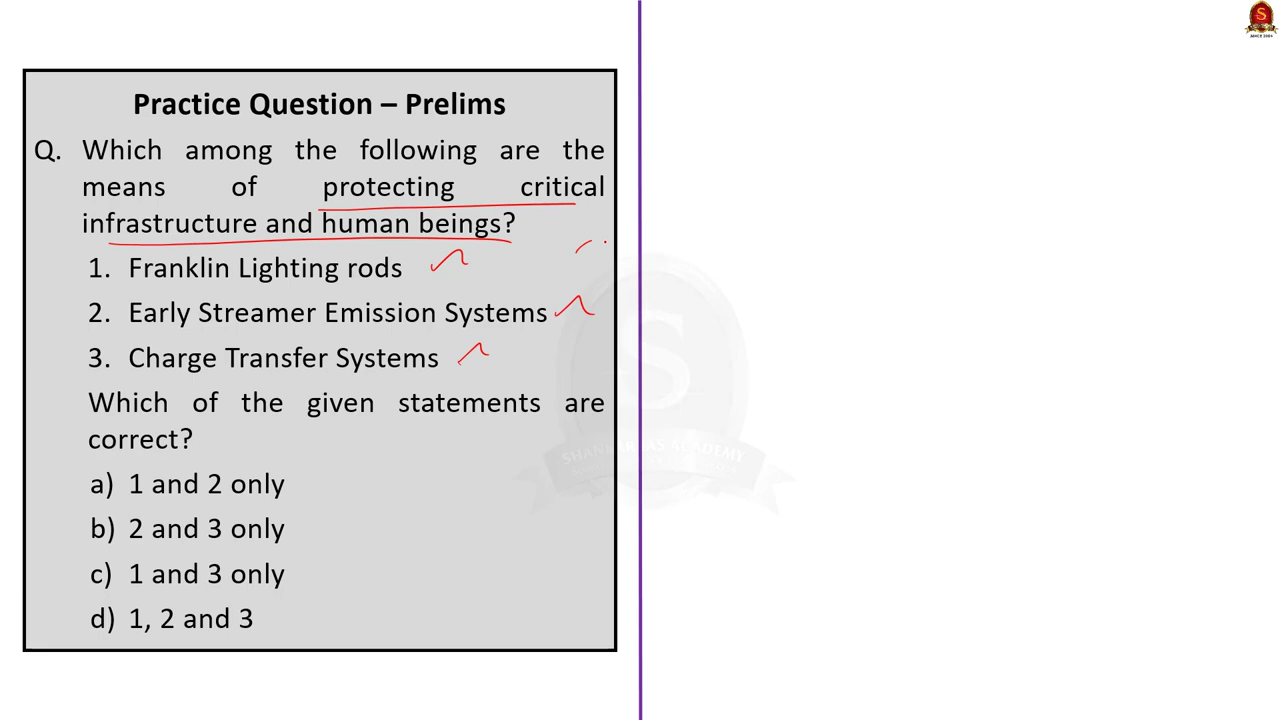 Practice Question – Prelims
Q. Which among the following are the
means of protecting critical
infrastructure and human beings?
1. Franklin Lighting rods
2. Early Streamer Emission Systems
3. Charge Transfer Systems
Which of the given statements are
correct?
a) 1 and 2 only
b) 2 and 3 only
c) 1 and 3 only
d) 1, 2 and 3
S
SINCE 2004
S